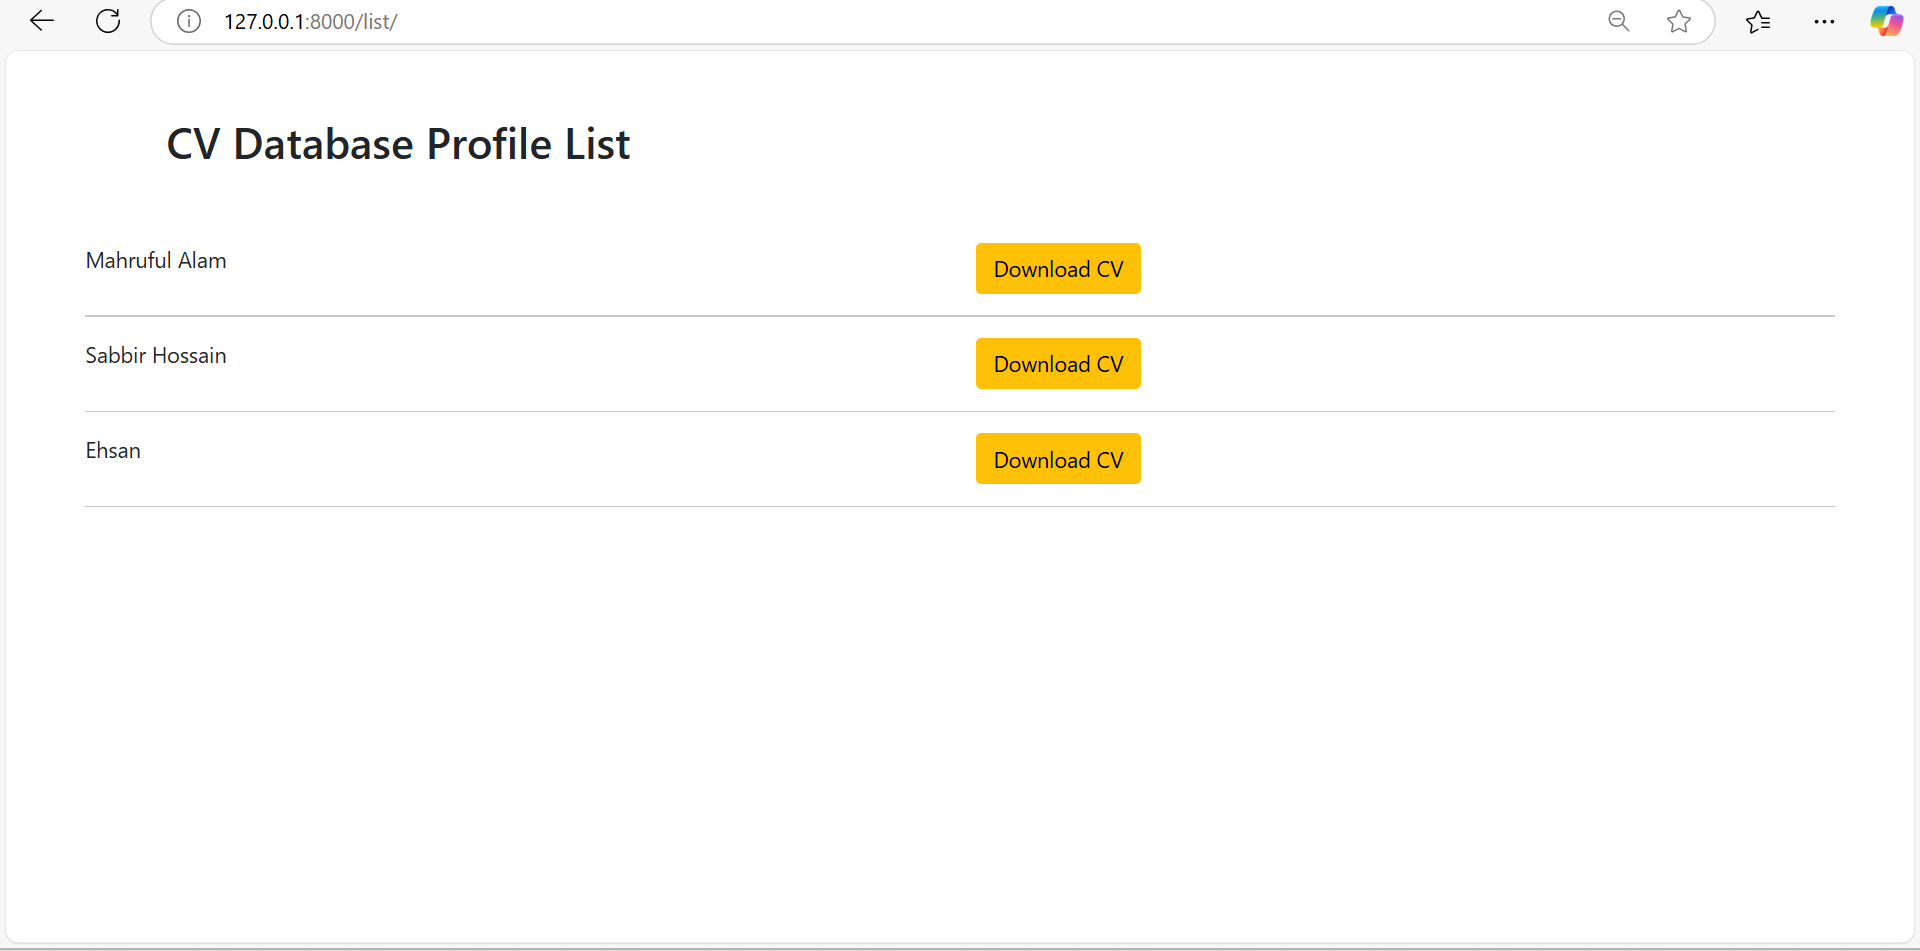 127.0.0.1:8000/list/
CV Database Profile List
Mahruful Alam Download CV
Sabbir Hossain Download CV
Ehsan Download CV